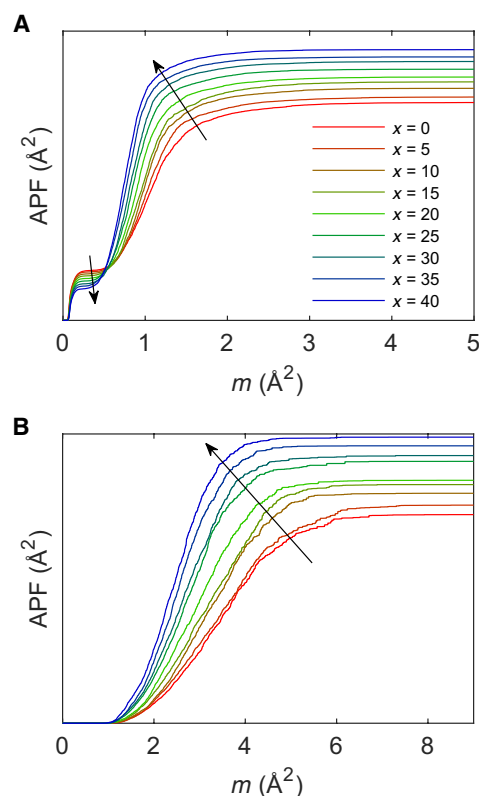 A
APF (Å²)
x = 0
x = 5
x = 10
x = 15
x = 20
x = 25
x = 30
x = 35
x = 40
0 1 2 3 4 5
m (Å²)
B
APF (Å²)
0 2 4 6 8
m (Å²)